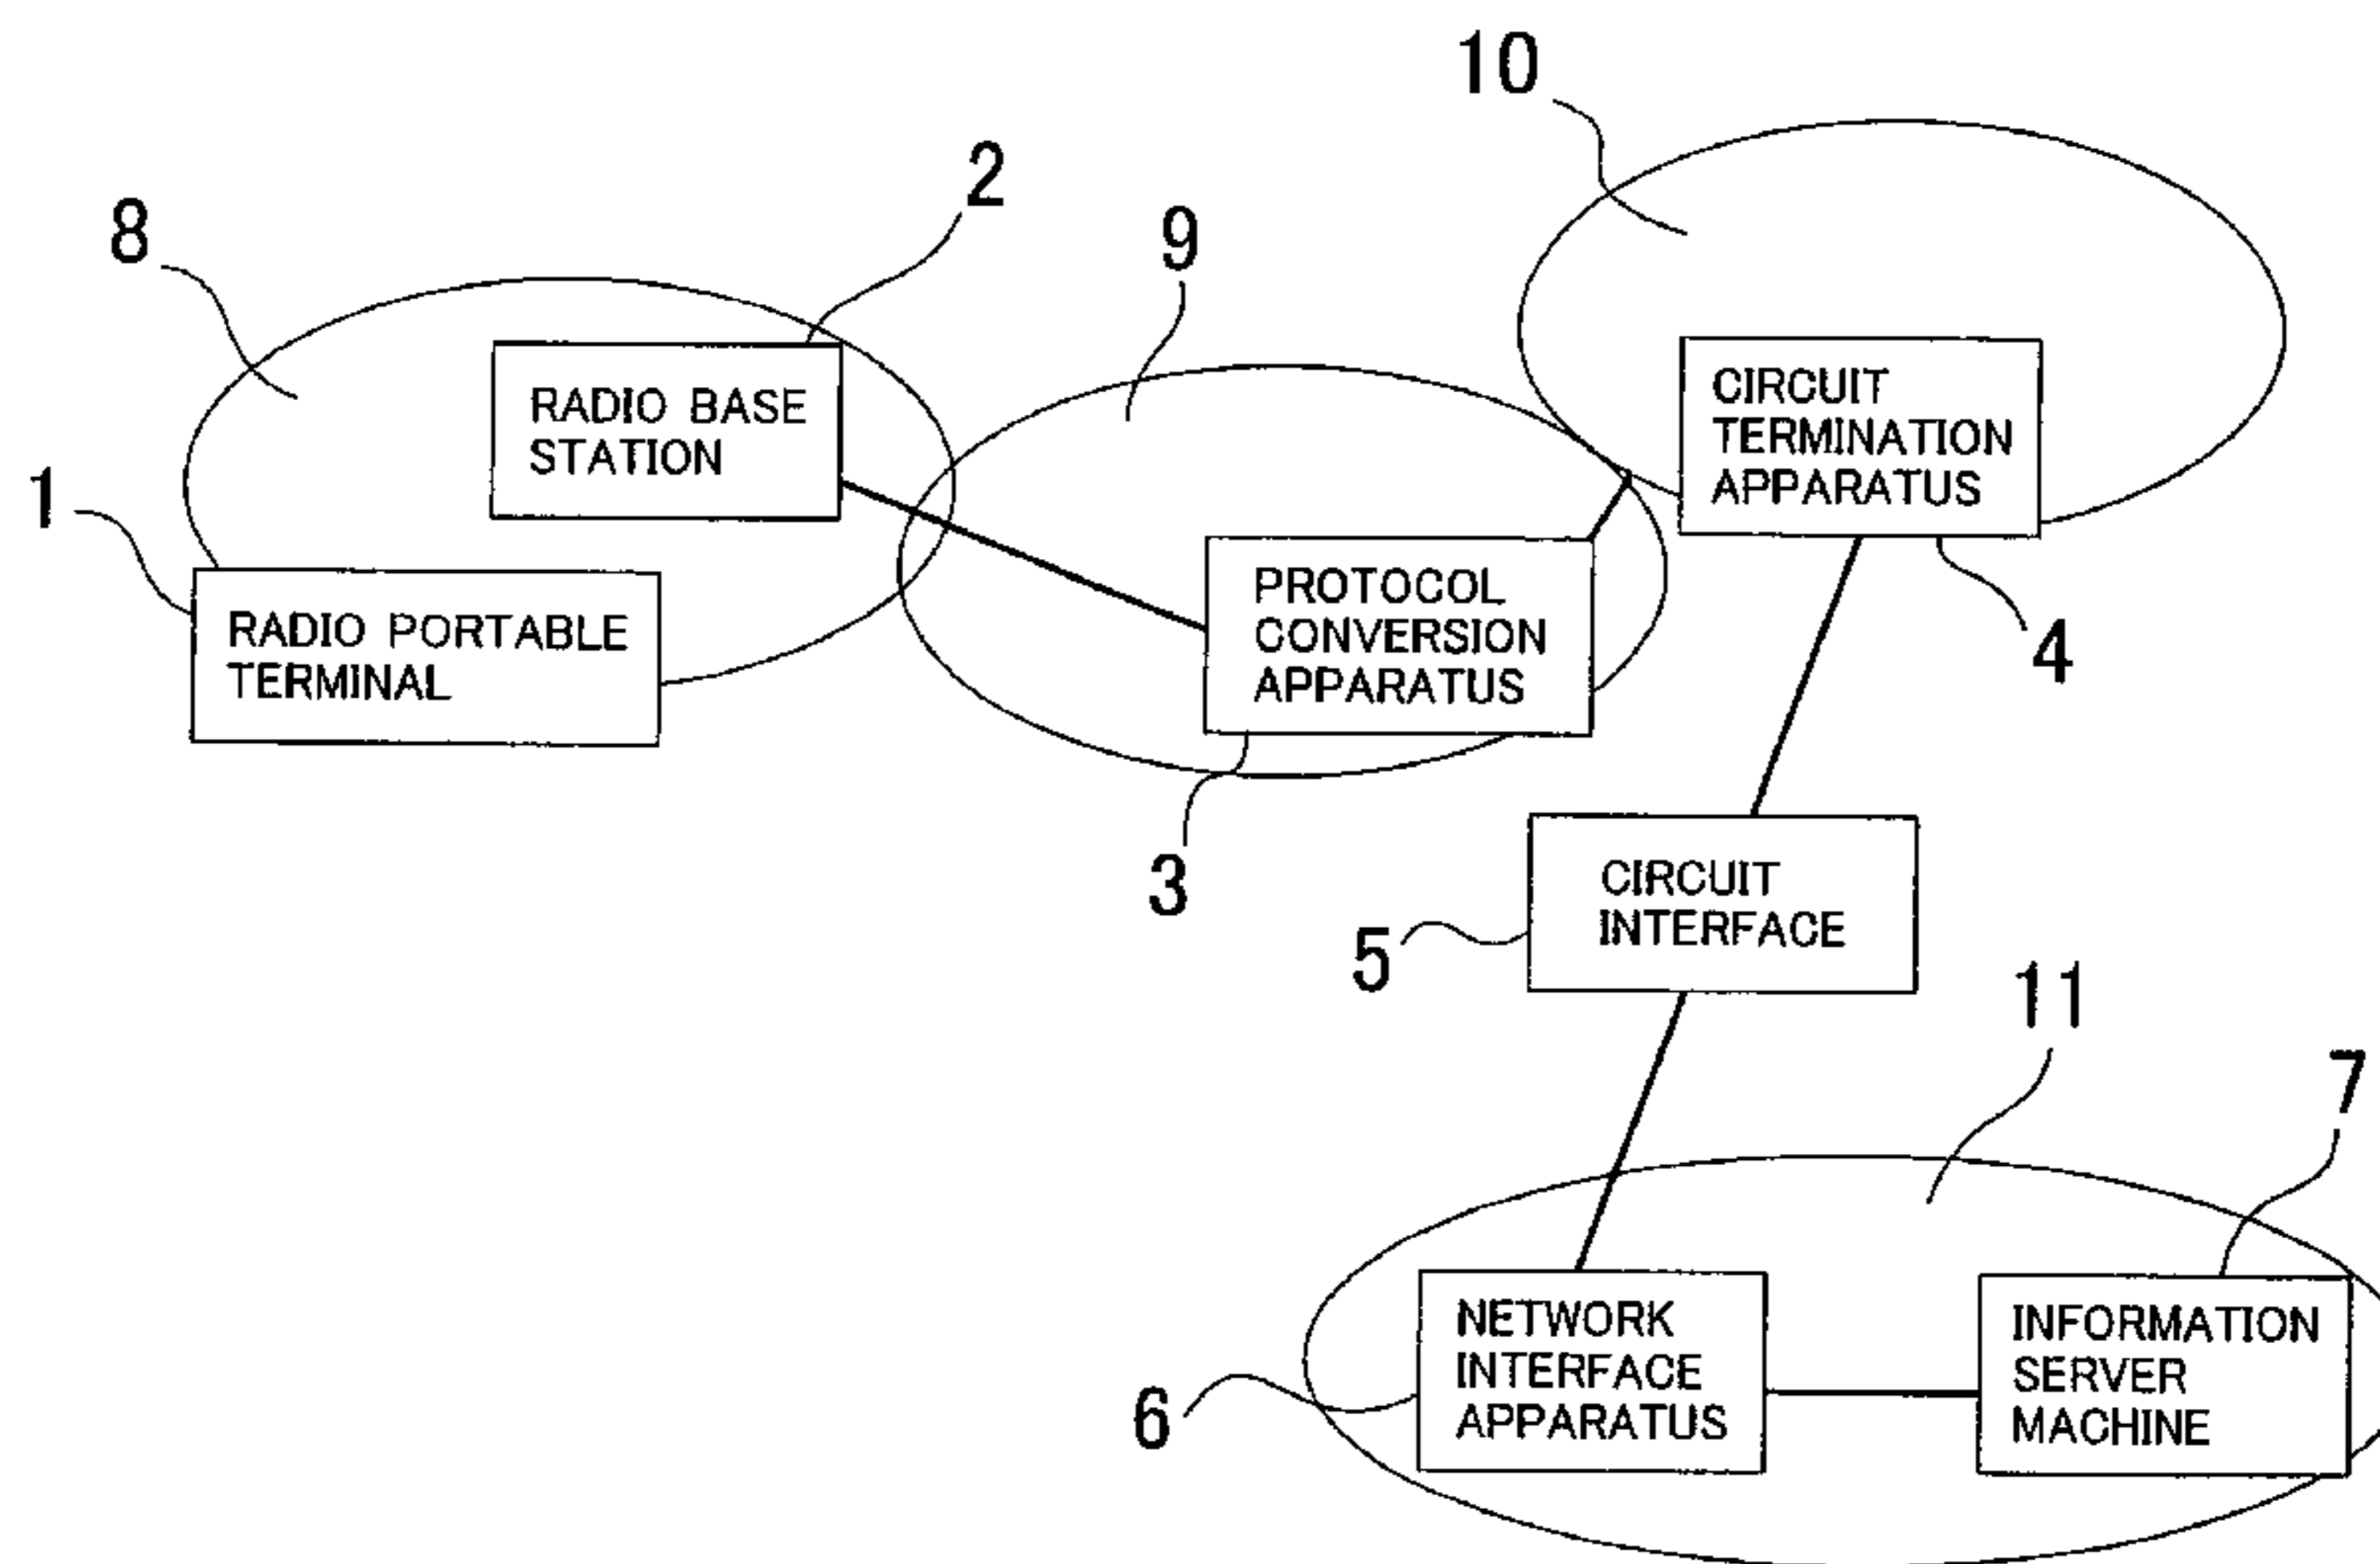 10
2
8
9
RADIO BASE
STATION
CIRCUIT
TERMINATION
APPARATUS
1
RADIO PORTABLE
TERMINAL
PROTOCOL
CONVERSION
APPARATUS
4
3
CIRCUIT
INTERFACE
5
11
7
NETWORK
INTERFACE
APPARATUS
INFORMATION
SERVER
MACHINE
6